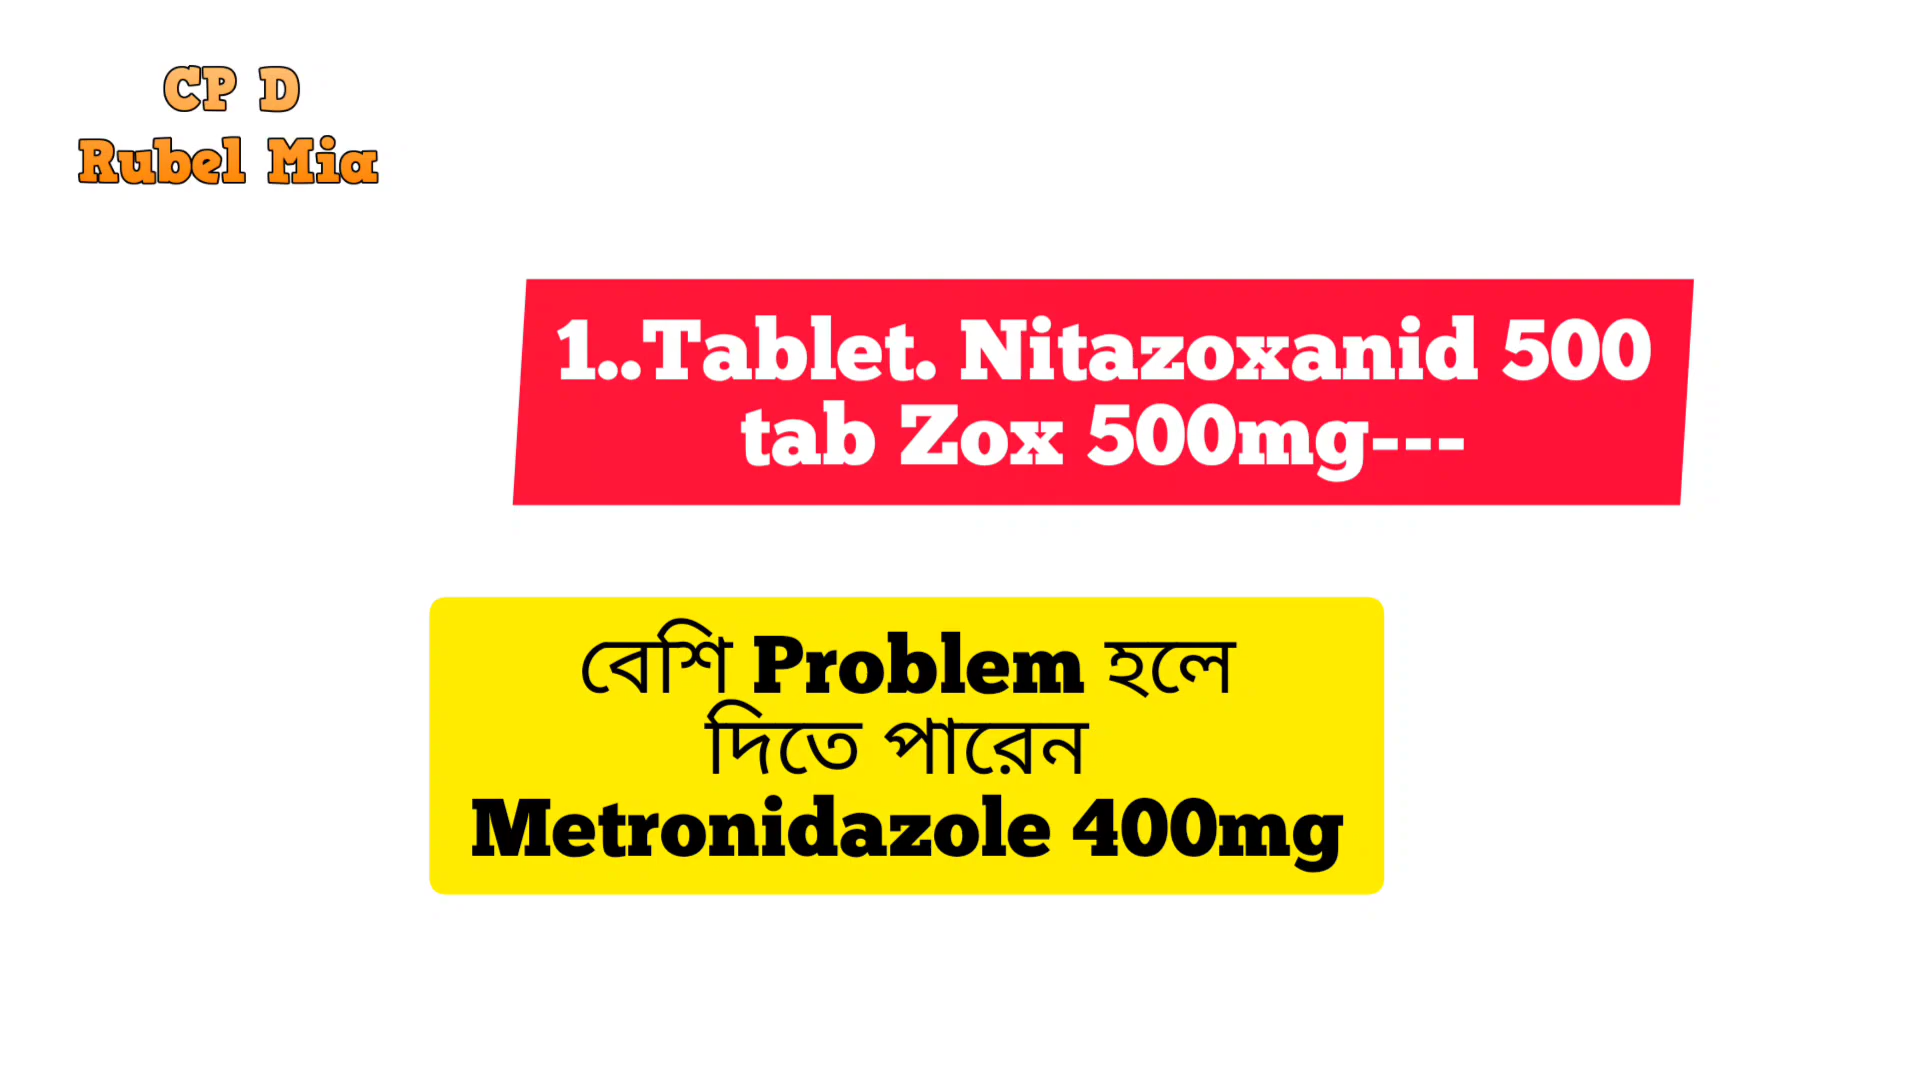 CP D
Rubel Mia
1..Tablet. Nitazoxanid 500
tab Zox 500mg---
বেশি Problem হলে
দিতে পারেন
Metronidazole 400mg